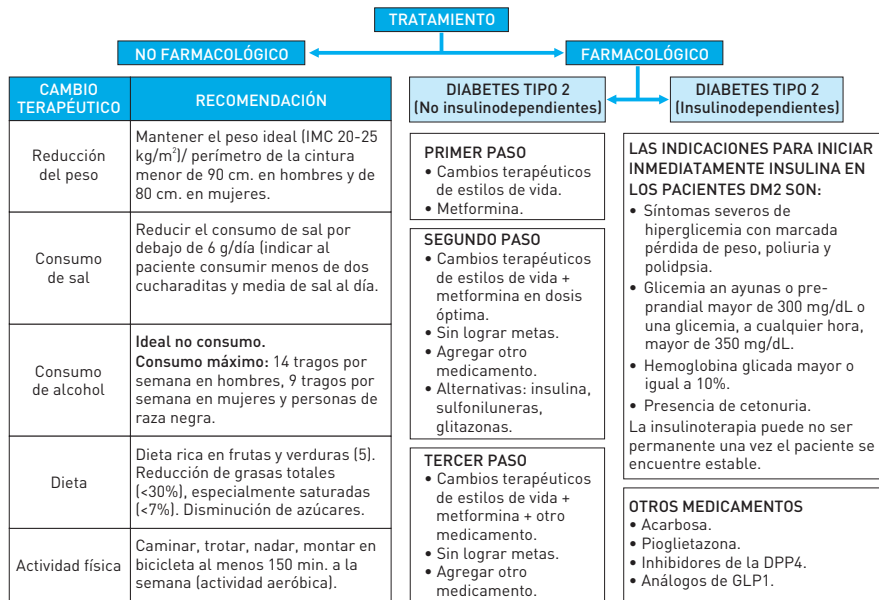 TRATAMIENTO
NO FARMACOLÓGICO
FARMACOLÓGICO
CAMBIO
TERAPÉUTICO
RECOMENDACIÓN
Reducción
del peso
Mantener el peso ideal (IMC 20-25
kg/m²)/ perímetro de la cintura
menor de 90 cm. en hombres y de
80 cm. en mujeres.
Consumo
de sal
Reducir el consumo de sal por
debajo de 6 g/día (indicar al
paciente consumir menos de dos
cucharaditas y media de sal al día.
Consumo
de alcohol
Ideal no consumo.
Consumo máximo: 14 tragos por
semana en hombres, 9 tragos por
semana en mujeres y personas de
raza negra.
Dieta
Dieta rica en frutas y verduras (5).
Reducción de grasas totales
(<30%), especialmente saturadas
(<7%). Disminución de azúcares.
Actividad física
Caminar, trotar, nadar, montar en
bicicleta al menos 150 min. a la
semana (actividad aeróbica).
DIABETES TIPO 2
(No insulinodependientes)
PRIMER PASO
• Cambios terapéuticos
de estilos de vida.
• Metformina.
SEGUNDO PASO
• Cambios terapéuticos
de estilos de vida +
metformina en dosis
óptima.
• Sin lograr metas.
• Agregar otro
medicamento.
• Alternativas: insulina,
sulfoniluneras,
glitazonas.
TERCER PASO
• Cambios terapéuticos
de estilos de vida +
metformina + otro
medicamento.
• Sin lograr metas.
• Agregar otro
medicamento.
DIABETES TIPO 2
(Insulinodependientes)
LAS INDICACIONES PARA INICIAR
INMEDIATAMENTE INSULINA EN
LOS PACIENTES DM2 SON:
• Síntomas severos de
hiperglicemia con marcada
pérdida de peso, poliuria y
polidpsia.
• Glicemia an ayunas o pre-
prandial mayor de 300 mg/dL o
una glicemia, a cualquier hora,
mayor de 350 mg/dL.
• Hemoglobina glicada mayor o
igual a 10%.
• Presencia de cetonuria.
La insulinoterapia puede no ser
permanente una vez el paciente se
encuentre estable.
OTROS MEDICAMENTOS
• Acarbosa.
• Pioglietazona.
• Inhibidores de la DPP4.
• Análogos de GLP1.